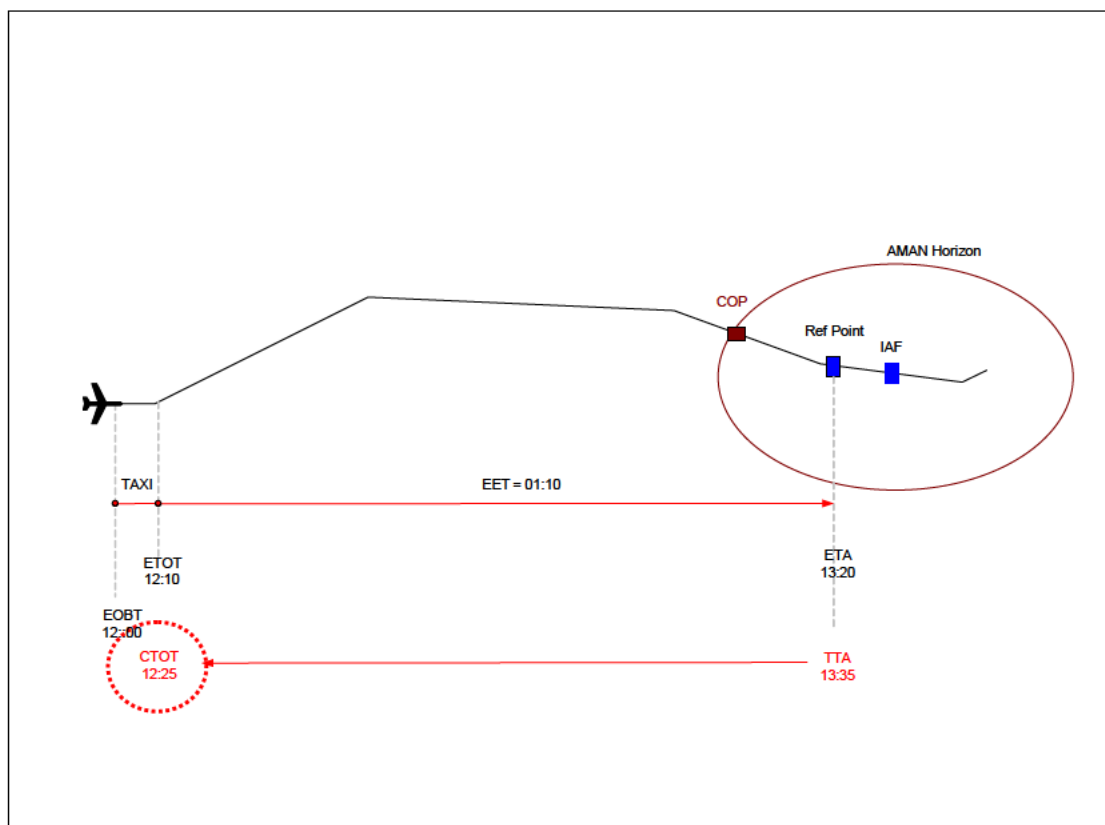 AMAN Horizon
COP
Ref Point
IAF
TAXI
EET = 01:10
ETOT
12:10
ETA
13:20
EOBT
12:00
CTOT
12:25
TTA
13:35